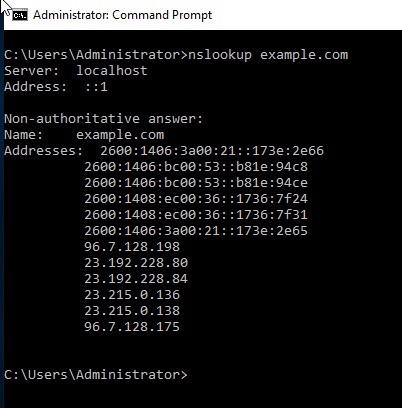 Administrator: Command Prompt
C:\Users\Administrator>nslookup example.com
Server:  localhost
Address:  ::1
Non-authoritative answer:
Name:    example.com
Addresses:  2600:1406:3a00:21::173e:2e66
2600:1406:bc00:53::b81e:94c8
2600:1406:bc00:53::b81e:94ce
2600:1408:ec00:36::1736:7f24
2600:1408:ec00:36::1736:7f31
2600:1406:3a00:21::173e:2e65
96.7.128.198
23.192.228.80
23.192.228.84
23.215.0.136
23.215.0.138
96.7.128.175
C:\Users\Administrator>